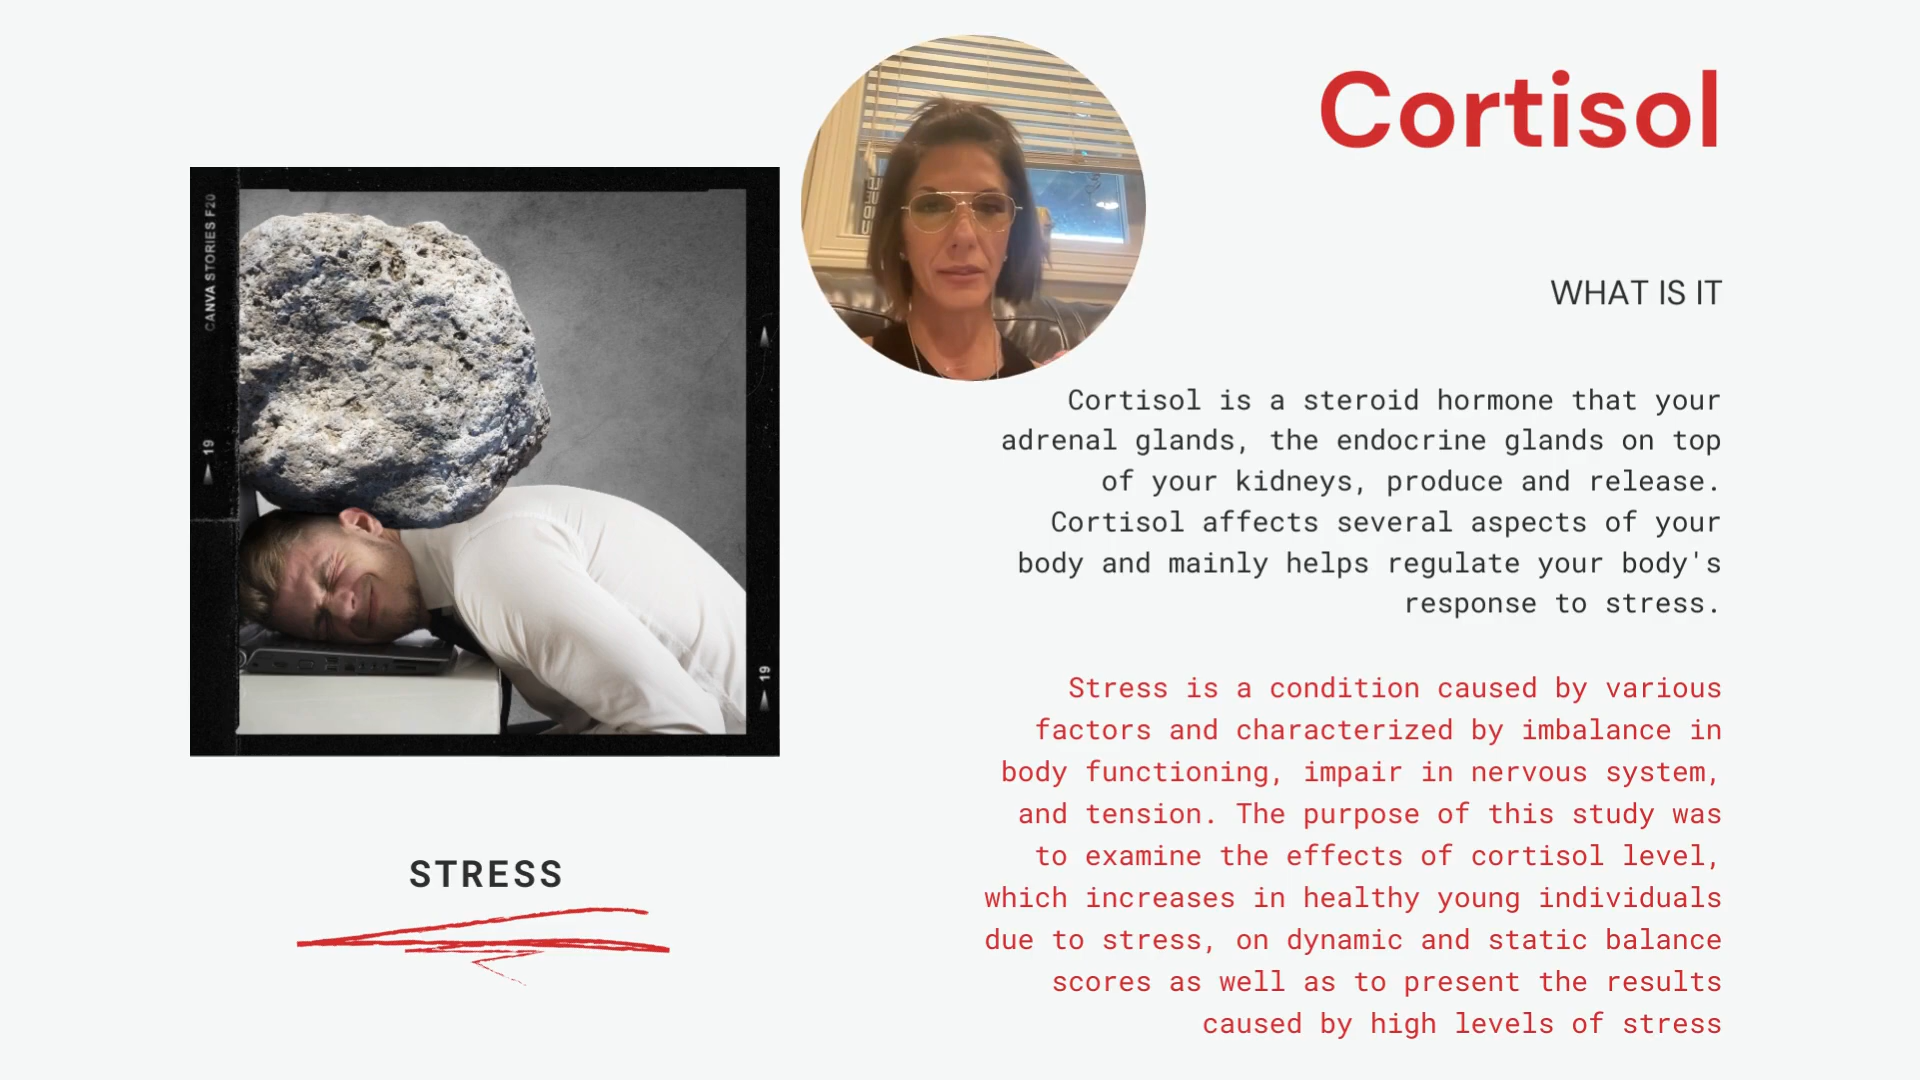 Cortisol
WHAT IS IT
Cortisol is a steroid hormone that your
adrenal glands, the endocrine glands on top
of your kidneys, produce and release.
Cortisol affects several aspects of your
body and mainly helps regulate your body's
response to stress.
Stress is a condition caused by various
factors and characterized by imbalance in
body functioning, impair in nervous system,
and tension. The purpose of this study was
to examine the effects of cortisol level,
which increases in healthy young individuals
due to stress, on dynamic and static balance
scores as well as to present the results
caused by high levels of stress
CANVA STORIES F20
19
19
STRESS